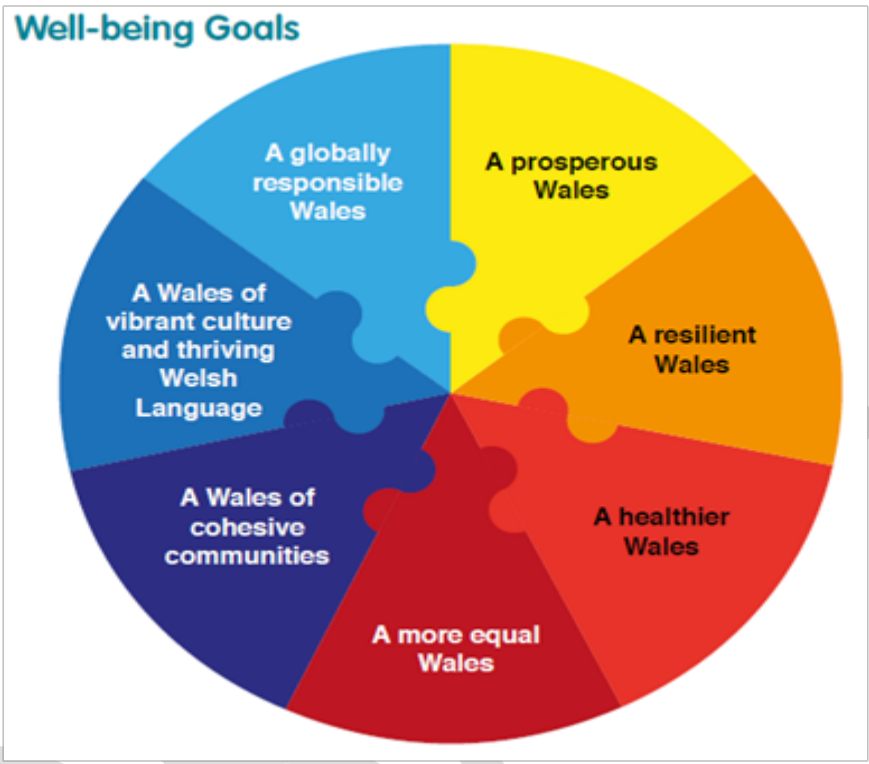 Well-being Goals
A globally
responsible
Wales
A prosperous
Wales
A resilient
Wales
A healthier
Wales
A more equal
Wales
A Wales of
cohesive
communities
A Wales of
vibrant culture
and thriving
Welsh
Language